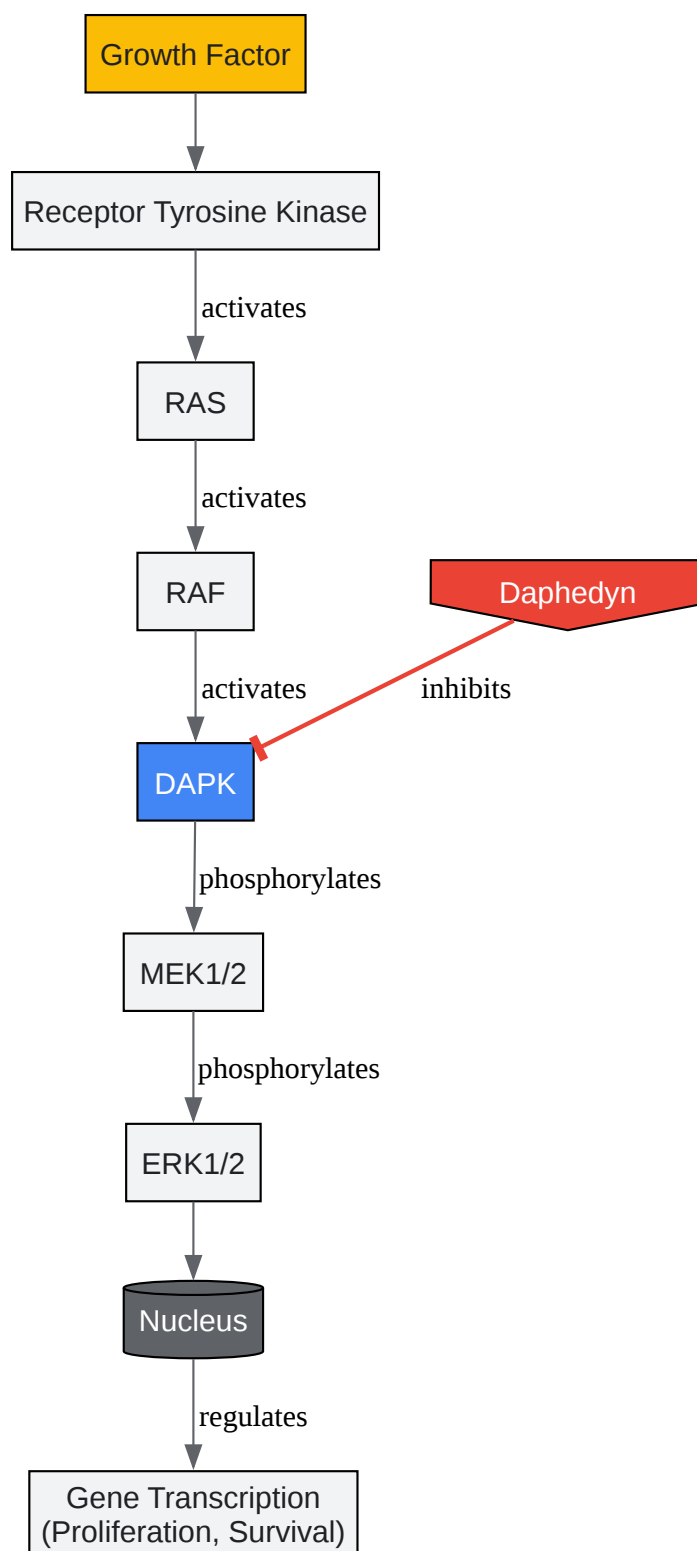 Growth Factor
Receptor Tyrosine Kinase
activates
RAS
activates
RAF
Daphedyn
activates
inhibits
DAPK
phosphorylates
MEK1/2
phosphorylates
ERK1/2
Nucleus
regulates
Gene Transcription
(Proliferation, Survival)